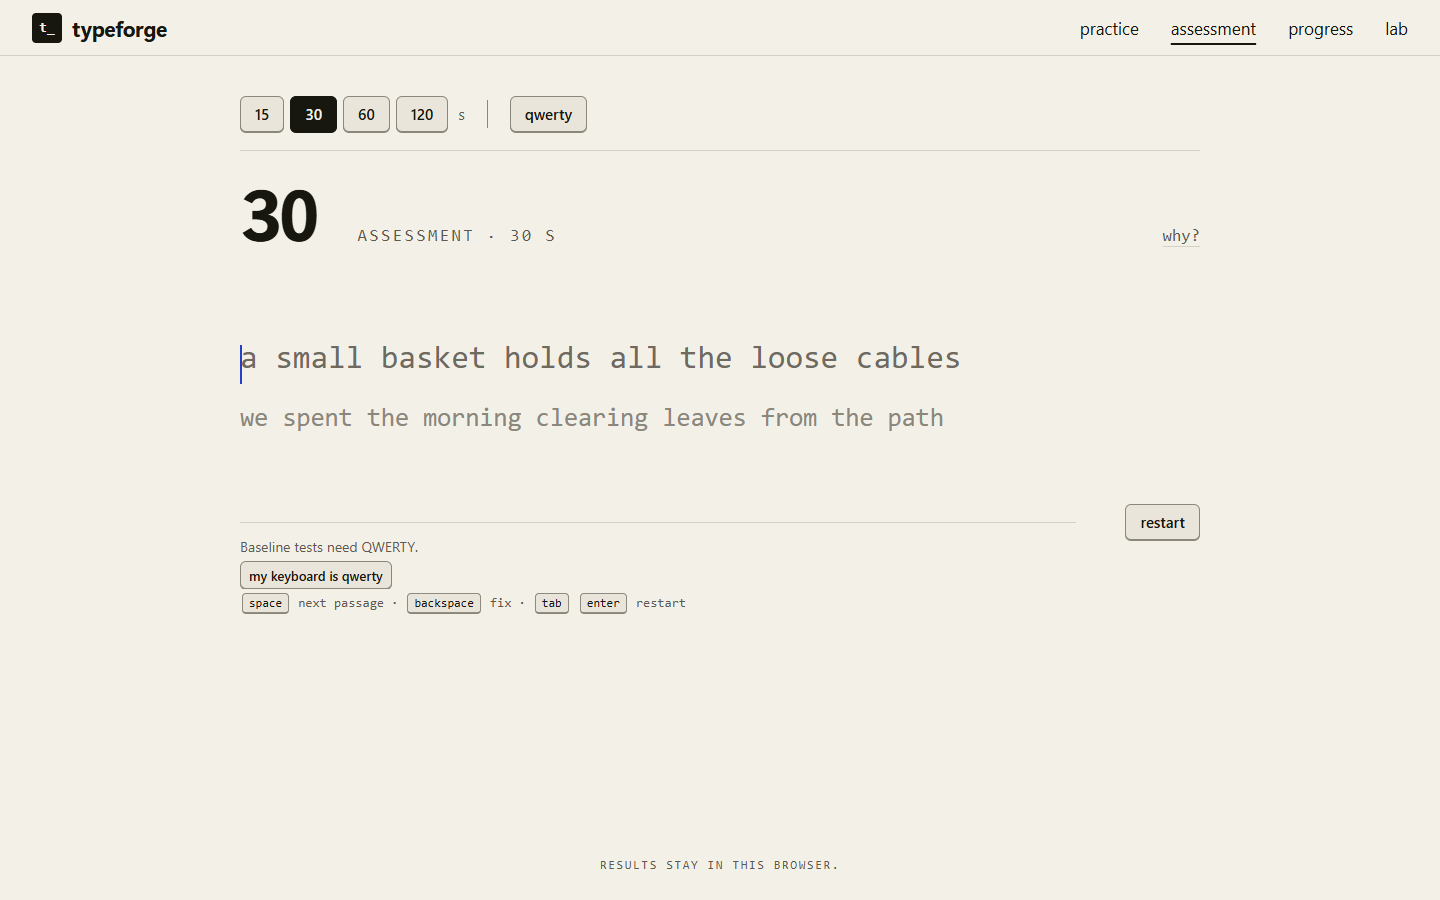 t_ typeforge practice assessment progress lab
15 30 60 120 s qwerty
30 ASSESSMENT · 30 S why?
a small basket holds all the loose cables
we spent the morning clearing leaves from the path
restart
Baseline tests need QWERTY.
my keyboard is qwerty
space next passage · backspace fix · tab enter restart
RESULTS STAY IN THIS BROWSER.